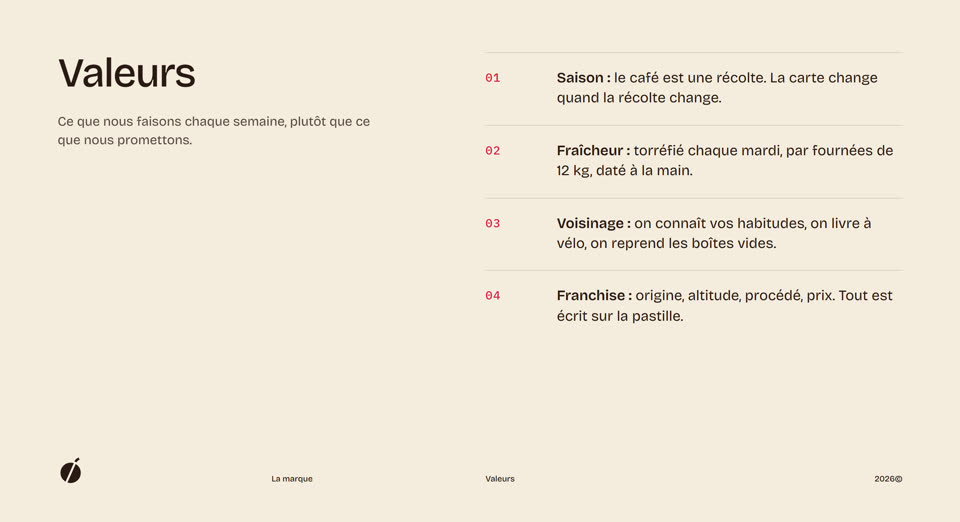 Valeurs
Ce que nous faisons chaque semaine, plutôt que ce
que nous promettons.
01
Saison : le café est une récolte. La carte change
quand la récolte change.
02
Fraîcheur : torréfié chaque mardi, par fournées de
12 kg, daté à la main.
03
Voisinage : on connaît vos habitudes, on livre à
vélo, on reprend les boîtes vides.
04
Franchise : origine, altitude, procédé, prix. Tout est
écrit sur la pastille.
La marque
Valeurs
2026©